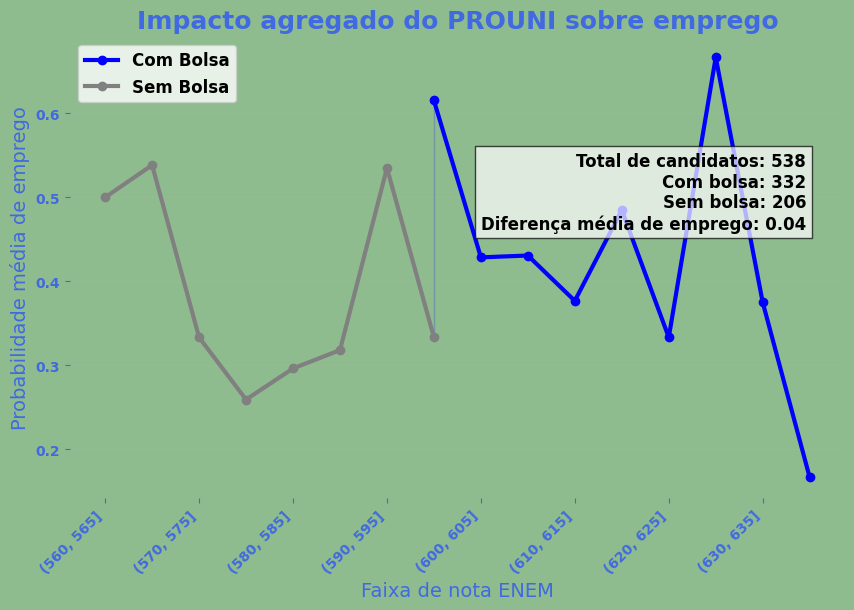 Impacto agregado do PROUNI sobre emprego
Com Bolsa
Sem Bolsa
Total de candidatos: 538
Com bolsa: 332
Sem bolsa: 206
Diferença média de emprego: 0.04
Probabilidade média de emprego
0.6
0.5
0.4
0.3
0.2
(560, 565]
(570, 575]
(580, 585]
(590, 595]
(600, 605]
(610, 615]
(620, 625]
(630, 635]
Faixa de nota ENEM